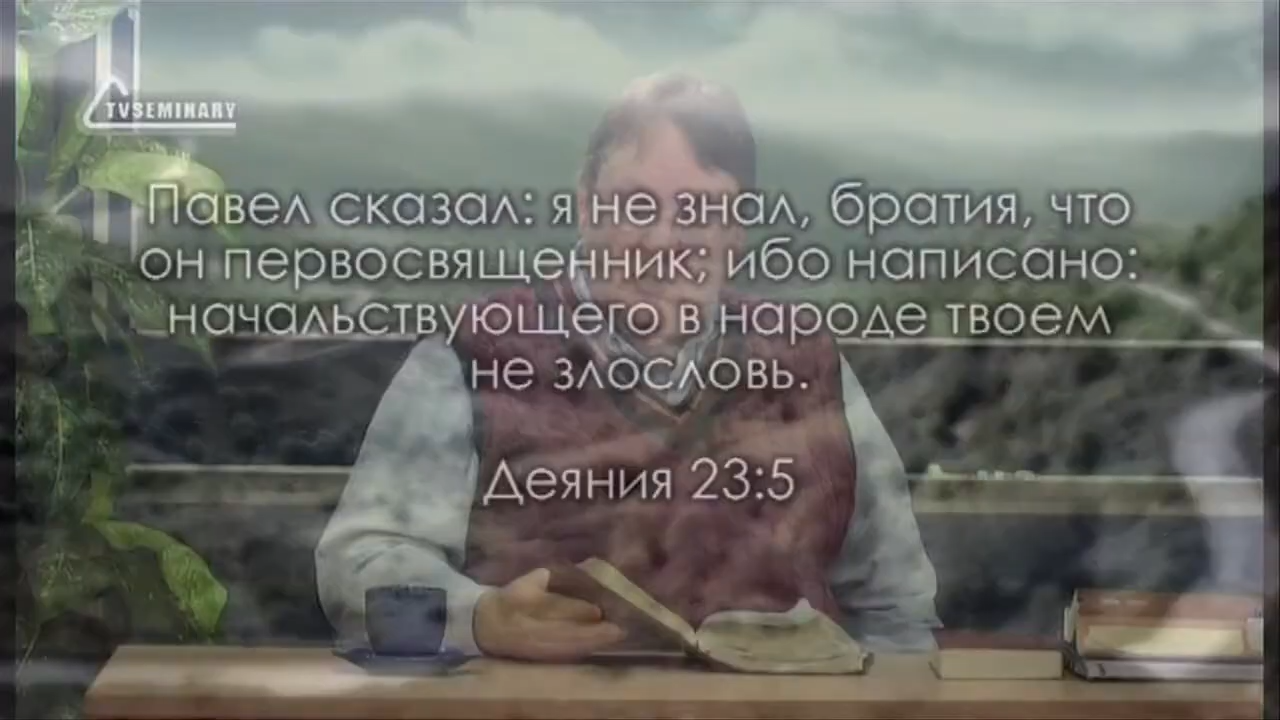 TVSEMINARY
Павел сказал: я не знал, братия, что
он первосвященник; ибо написано:
начальствующего в народе твоем
не злословь.
Деяния 23:5